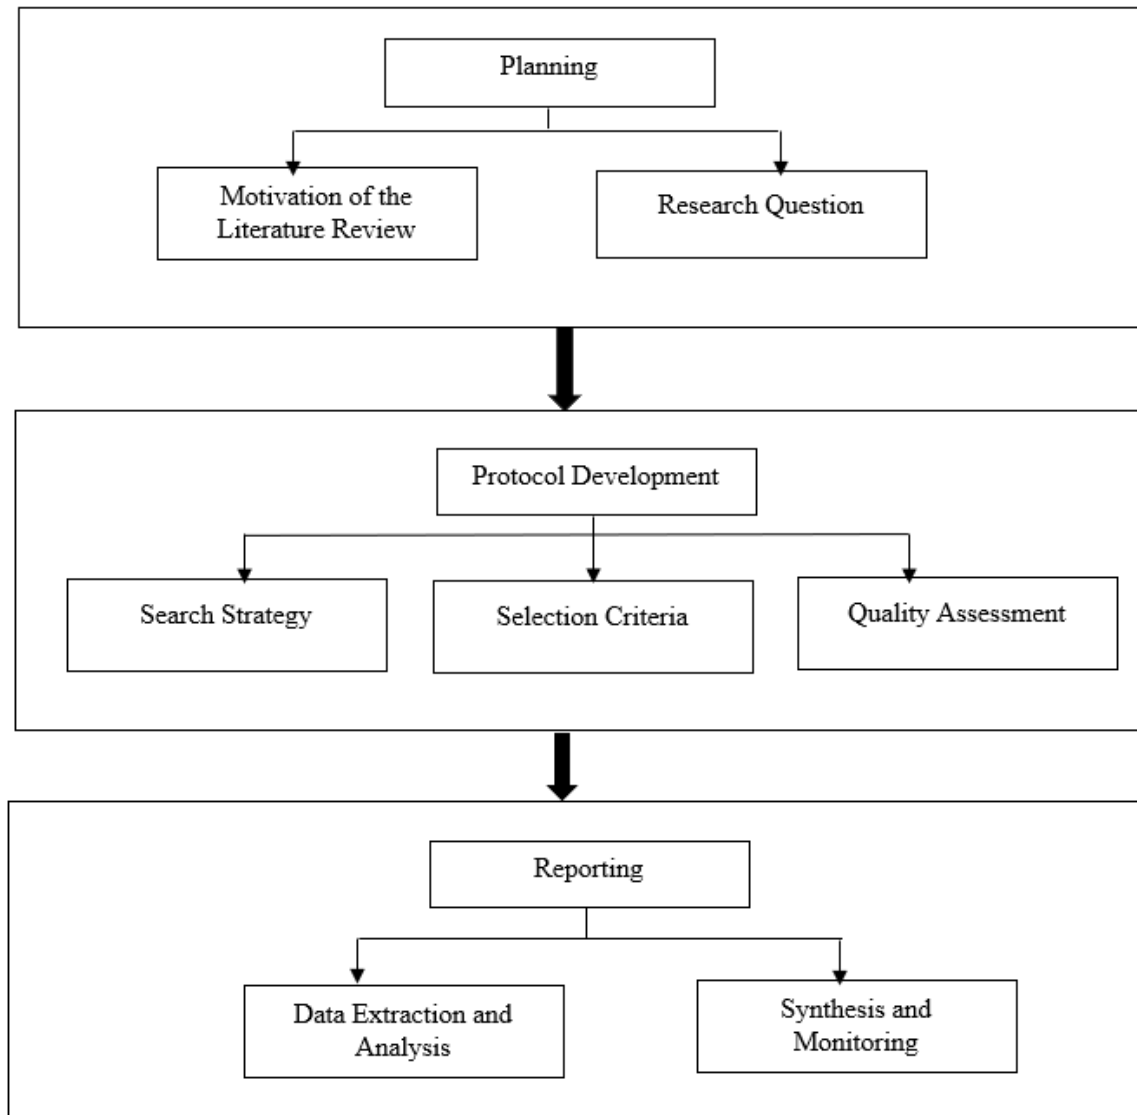 Planning
Motivation of the
Literature Review
Research Question
Protocol Development
Search Strategy
Selection Criteria
Quality Assessment
Reporting
Data Extraction and
Analysis
Synthesis and
Monitoring